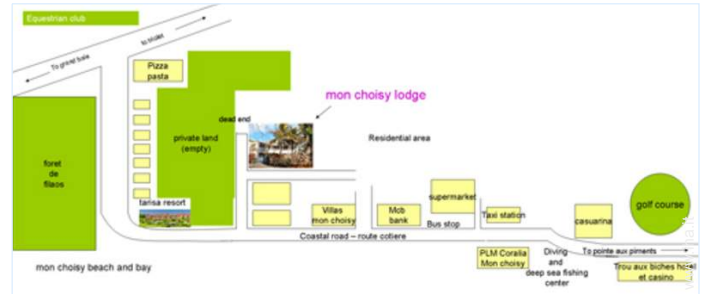 Equestrian club
to triolet
To grand baie
Pizza
pasta
mon choisy lodge
dead end
private land
(empty)
Residential area
foret
de
filaos
tarisa resort
supermarket
golf course
Villas
mon choisy
Mcb
bank
Bus stop
Taxi station
casuarina
Coastal road – route cotiere
PLM Coralia
Mon choisy
Diving
and
deep sea fishing
center
To pointe aux piments
Trou aux biches hotel
et casino
mon choisy beach and bay